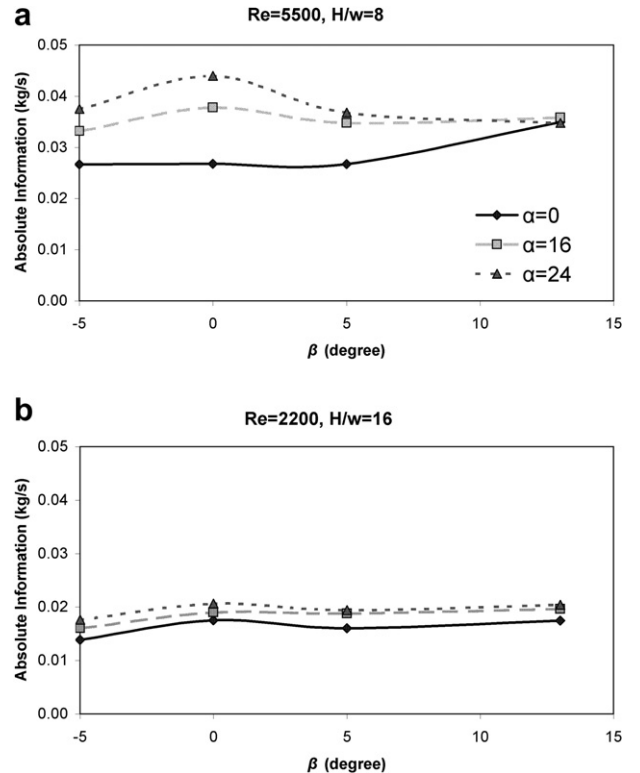 a
Re=5500, H/w=8
Absolute Information (kg/s)
0.05
0.04
0.03
0.02
0.01
0.00
α=0
α=16
α=24
-5 0 5 10 15
β (degree)
b
Re=2200, H/w=16
Absolute Information (kg/s)
0.05
0.04
0.03
0.02
0.01
0.00
-5 0 5 10 15
β (degree)